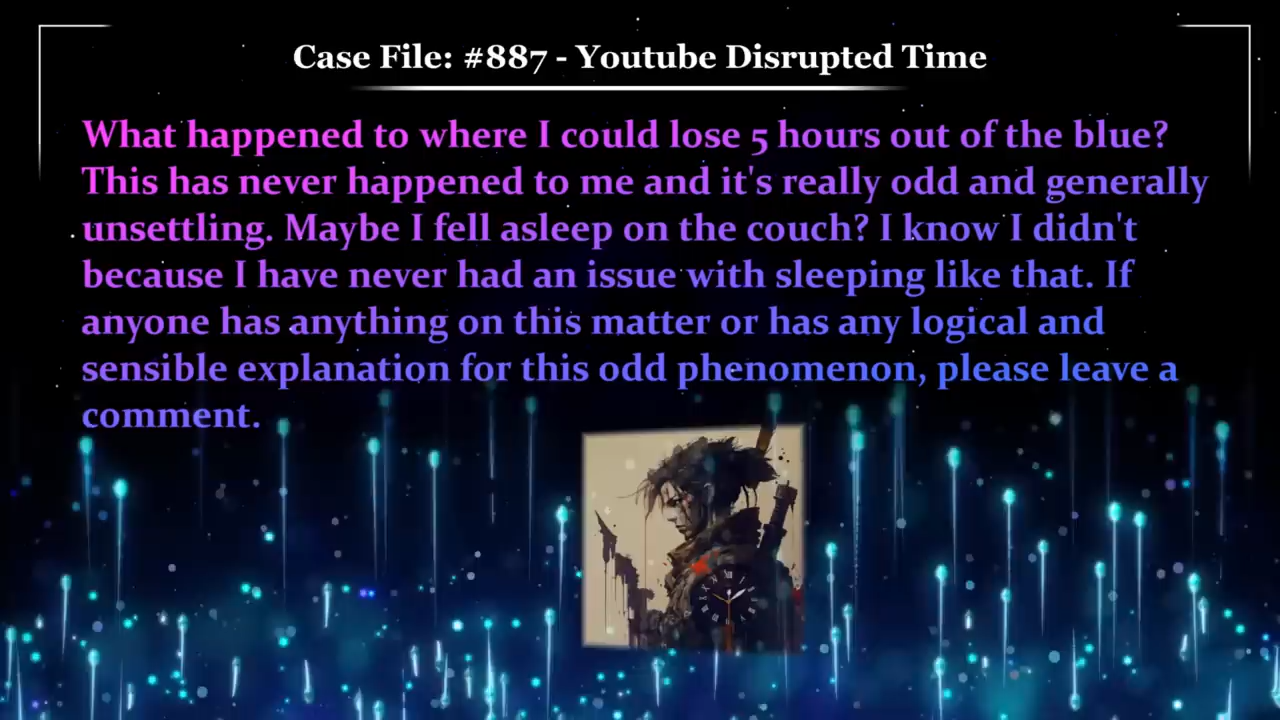 Case File: #887 - Youtube Disrupted Time
What happened to where I could lose 5 hours out of the blue?
This has never happened to me and it's really odd and generally
unsettling. Maybe I fell asleep on the couch? I know I didn't
because I have never had an issue with sleeping like that. If
anyone has anything on this matter or has any logical and
sensible explanation for this odd phenomenon, please leave a
comment.